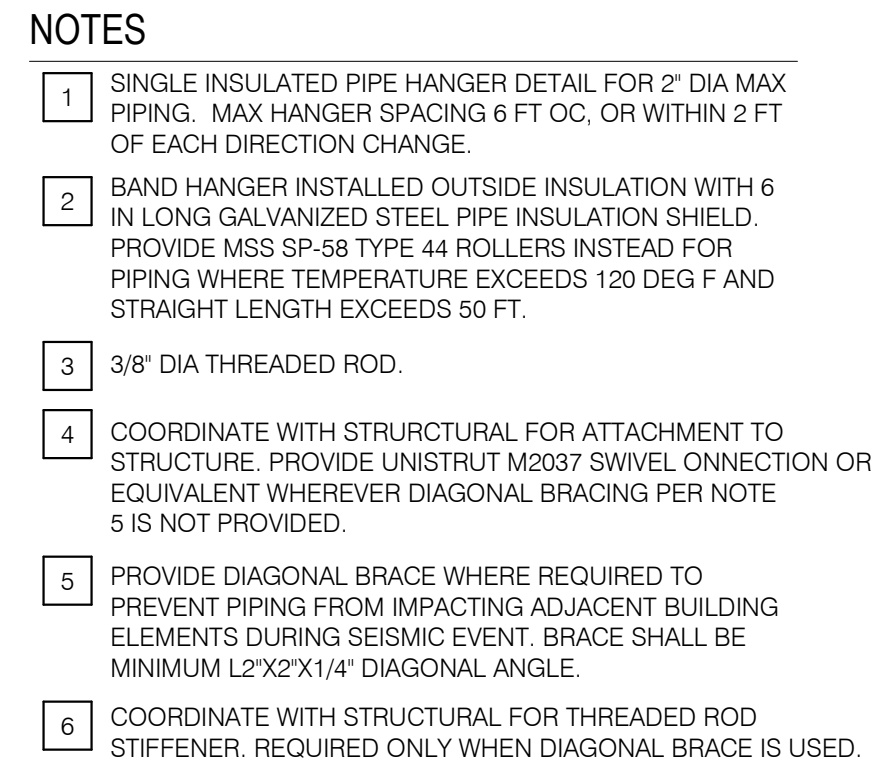 NOTES
1 SINGLE INSULATED PIPE HANGER DETAIL FOR 2" DIA MAX
PIPING. MAX HANGER SPACING 6 FT OC, OR WITHIN 2 FT
OF EACH DIRECTION CHANGE.
2 BAND HANGER INSTALLED OUTSIDE INSULATION WITH 6
IN LONG GALVANIZED STEEL PIPE INSULATION SHIELD.
PROVIDE MSS SP-58 TYPE 44 ROLLERS INSTEAD FOR
PIPING WHERE TEMPERATURE EXCEEDS 120 DEG F AND
STRAIGHT LENGTH EXCEEDS 50 FT.
3 3/8" DIA THREADED ROD.
4 COORDINATE WITH STRURCTURAL FOR ATTACHMENT TO
STRUCTURE. PROVIDE UNISTRUT M2037 SWIVEL ONNECTION OR
EQUIVALENT WHEREVER DIAGONAL BRACING PER NOTE
5 IS NOT PROVIDED.
5 PROVIDE DIAGONAL BRACE WHERE REQUIRED TO
PREVENT PIPING FROM IMPACTING ADJACENT BUILDING
ELEMENTS DURING SEISMIC EVENT. BRACE SHALL BE
MINIMUM L2"X2"X1/4" DIAGONAL ANGLE.
6 COORDINATE WITH STRUCTURAL FOR THREADED ROD
STIFFENER. REQUIRED ONLY WHEN DIAGONAL BRACE IS USED.